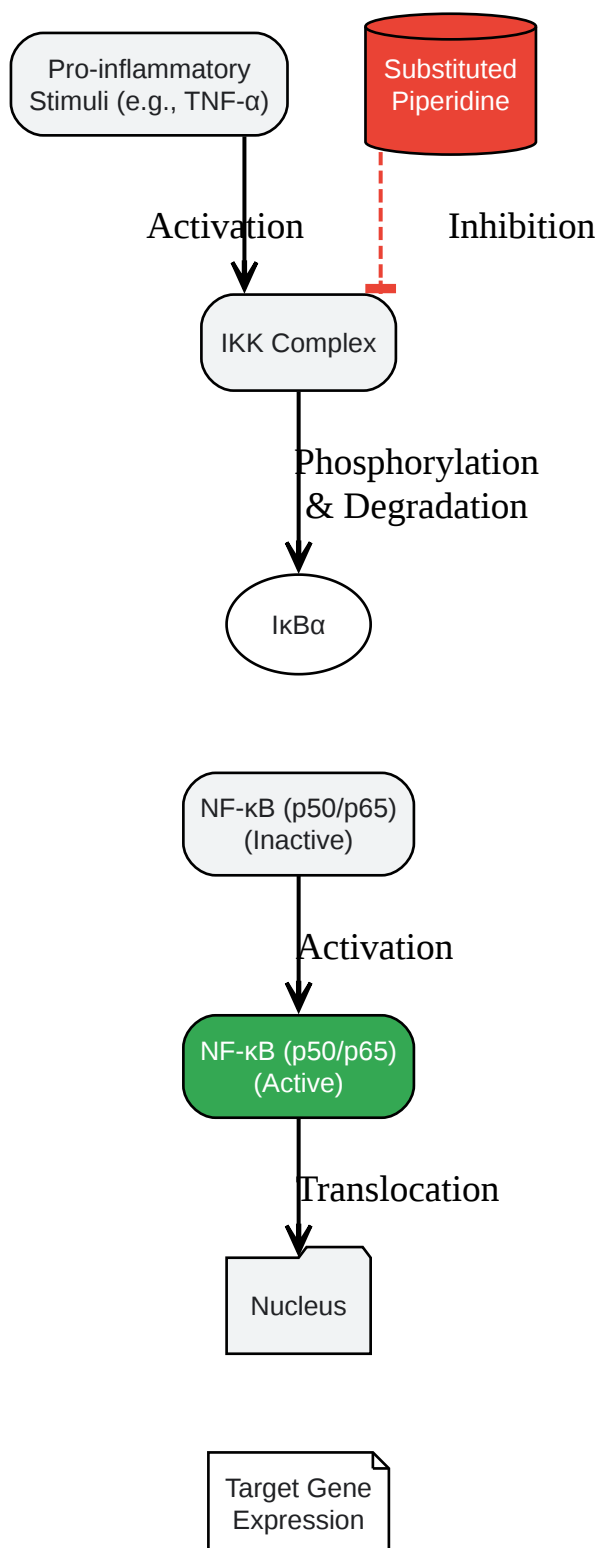 Pro-inflammatory
Stimuli (e.g., TNF-α)
Substituted
Piperidine
Activation
Inhibition
IKK Complex
Phosphorylation
& Degradation
IκBα
NF-κB (p50/p65)
(Inactive)
Activation
NF-κB (p50/p65)
(Active)
Translocation
Nucleus
Target Gene
Expression